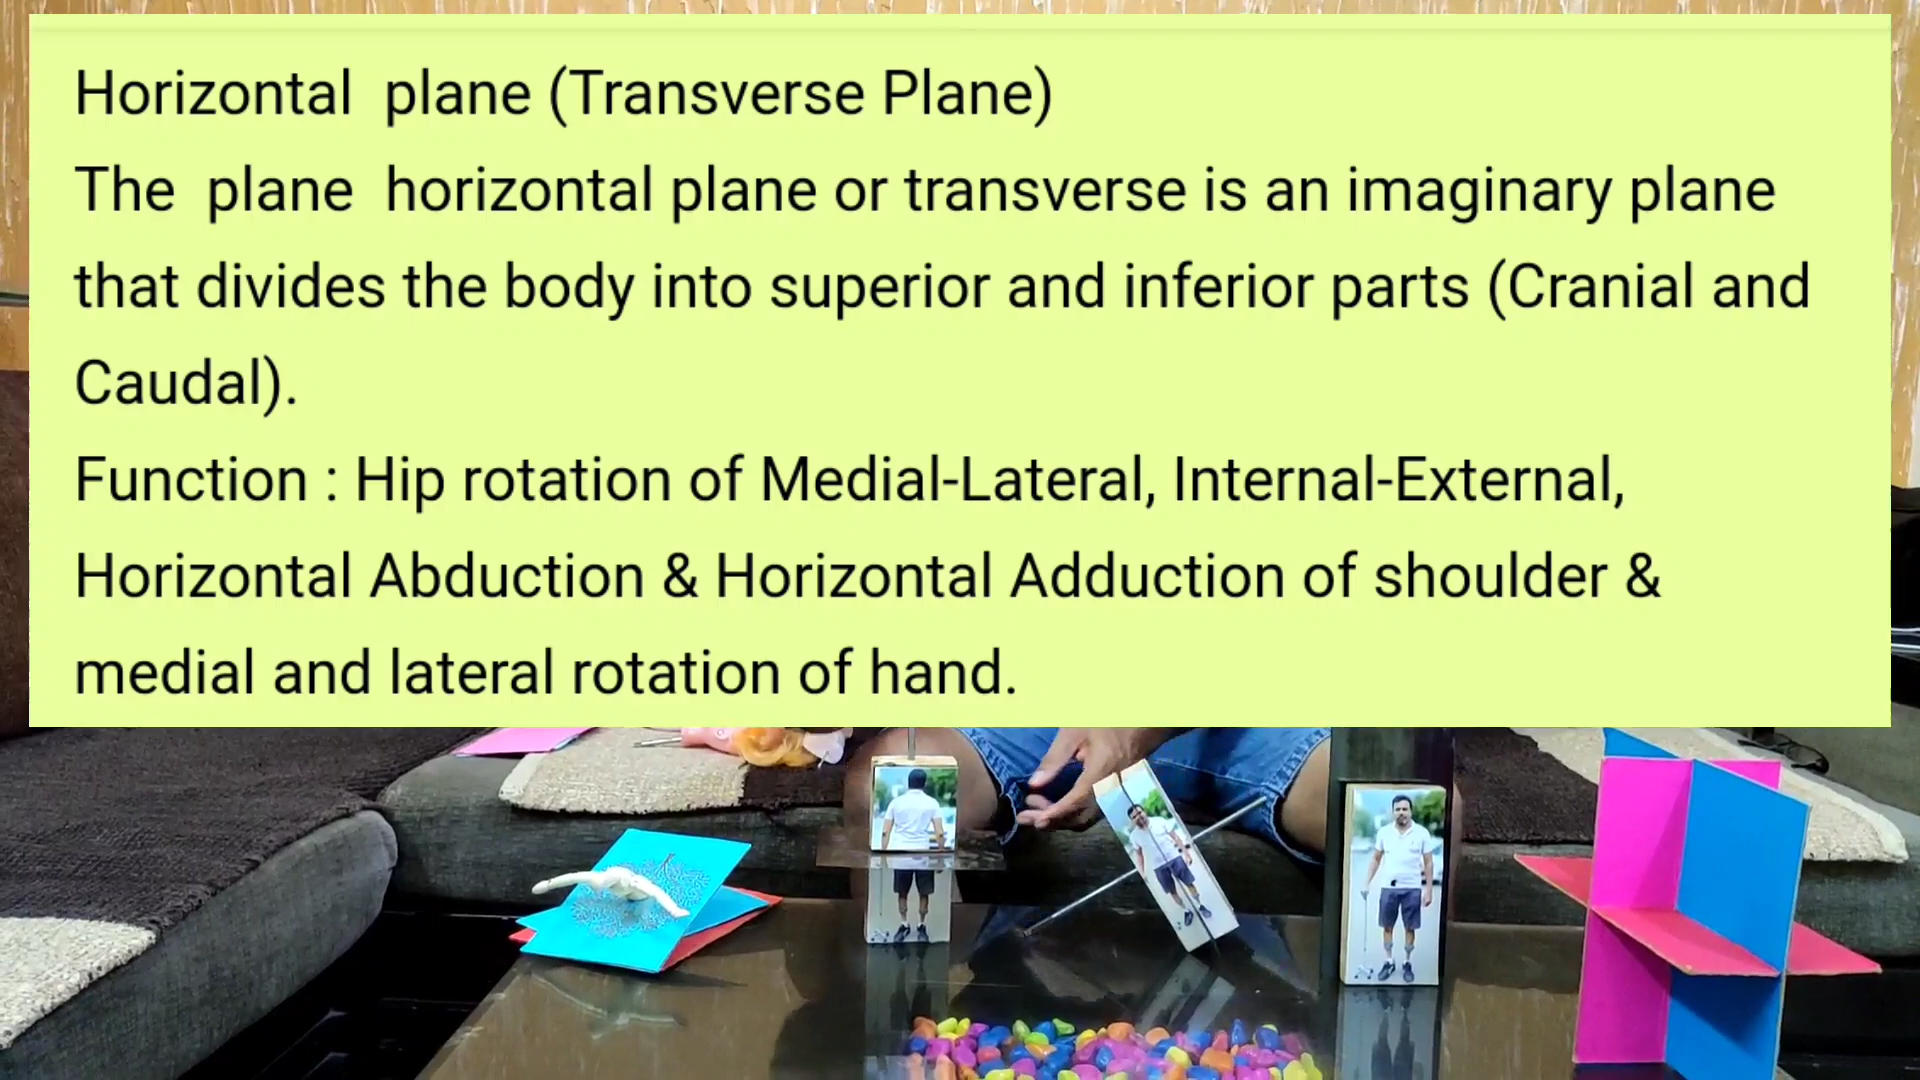 Horizontal plane (Transverse Plane)
The plane horizontal plane or transverse is an imaginary plane
that divides the body into superior and inferior parts (Cranial and
Caudal).
Function : Hip rotation of Medial-Lateral, Internal-External,
Horizontal Abduction & Horizontal Adduction of shoulder &
medial and lateral rotation of hand.